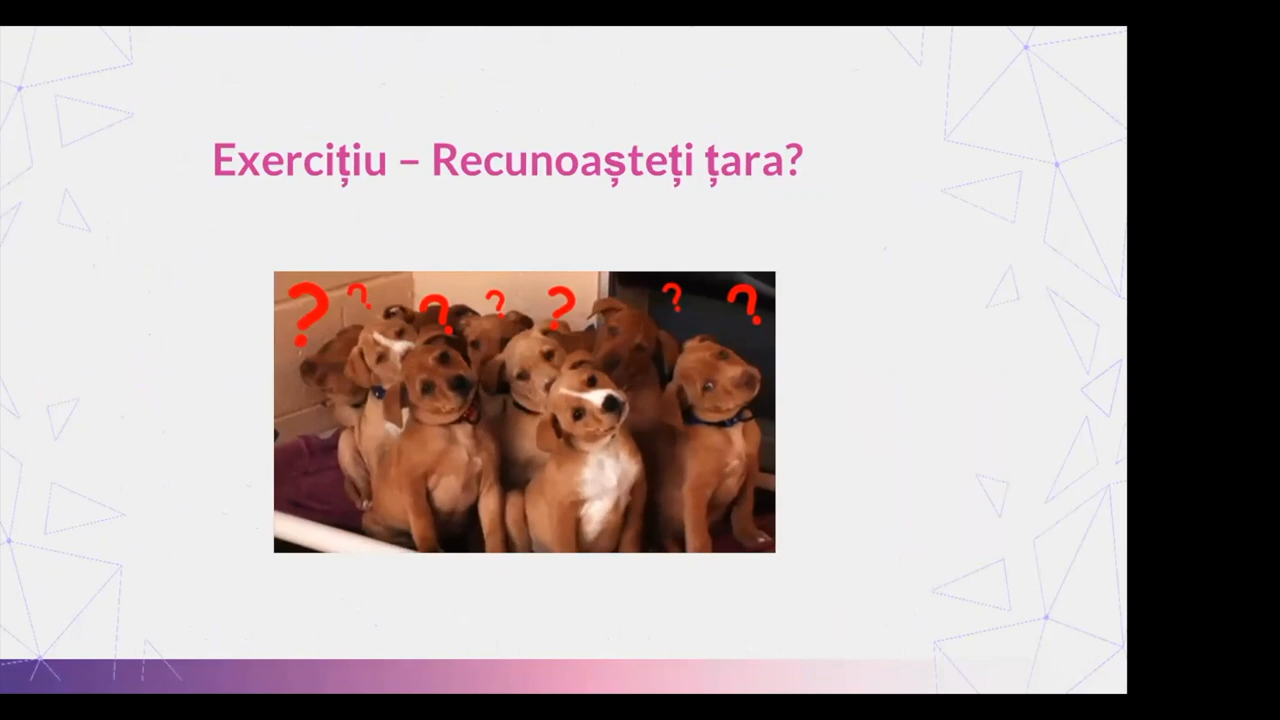 Exercițiu – Recunoașteți țara?
? ? ? ? ? ? ?